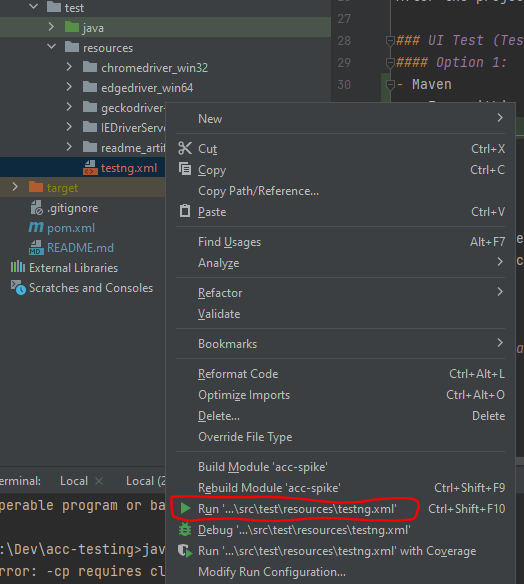 test
java
resources
chromedriver_win32
edgedriver_win64
geckodriver-
IEDriverServe
readme_artif
testng.xml
target
.gitignore
pom.xml
README.md
External Libraries
Scratches and Consoles
28 ### UI Test (Tes
29 #### Option 1:
30 - Maven
New
Cut Ctrl+X
Copy Ctrl+C
Copy Path/Reference...
Paste Ctrl+V
Find Usages Alt+F7
Analyze
Refactor
Validate
Bookmarks
Reformat Code Ctrl+Alt+L
Optimize Imports Ctrl+Alt+O
Delete... Delete
Override File Type
Build Module 'acc-spike'
Rebuild Module 'acc-spike' Ctrl+Shift+F9
Run '...\src\test\resources\testng.xml' Ctrl+Shift+F10
Debug '...\src\test\resources\testng.xml'
Run '...\src\test\resources\testng.xml' with Coverage
Modify Run Configuration...
erminal: Local Local (2
perable program or ba
:\Dev\acc-testing>jav
rror: -cp requires cl